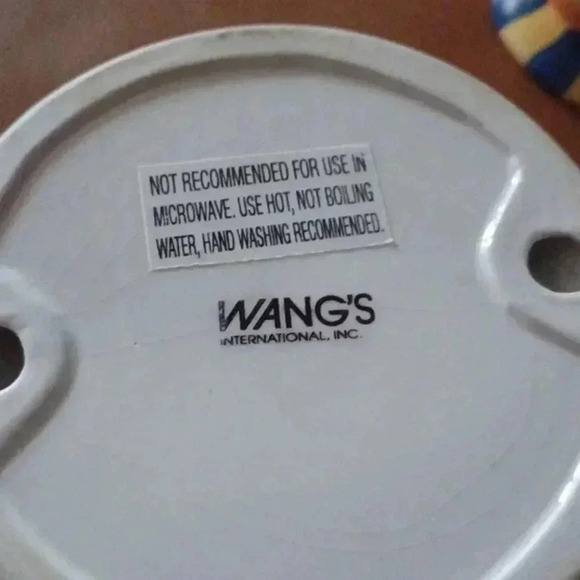 NOT RECOMMENDED FOR USE IN
MICROWAVE. USE HOT, NOT BOILING
WATER, HAND WASHING RECOMMENDED.
WANG'S
INTERNATIONAL, INC.